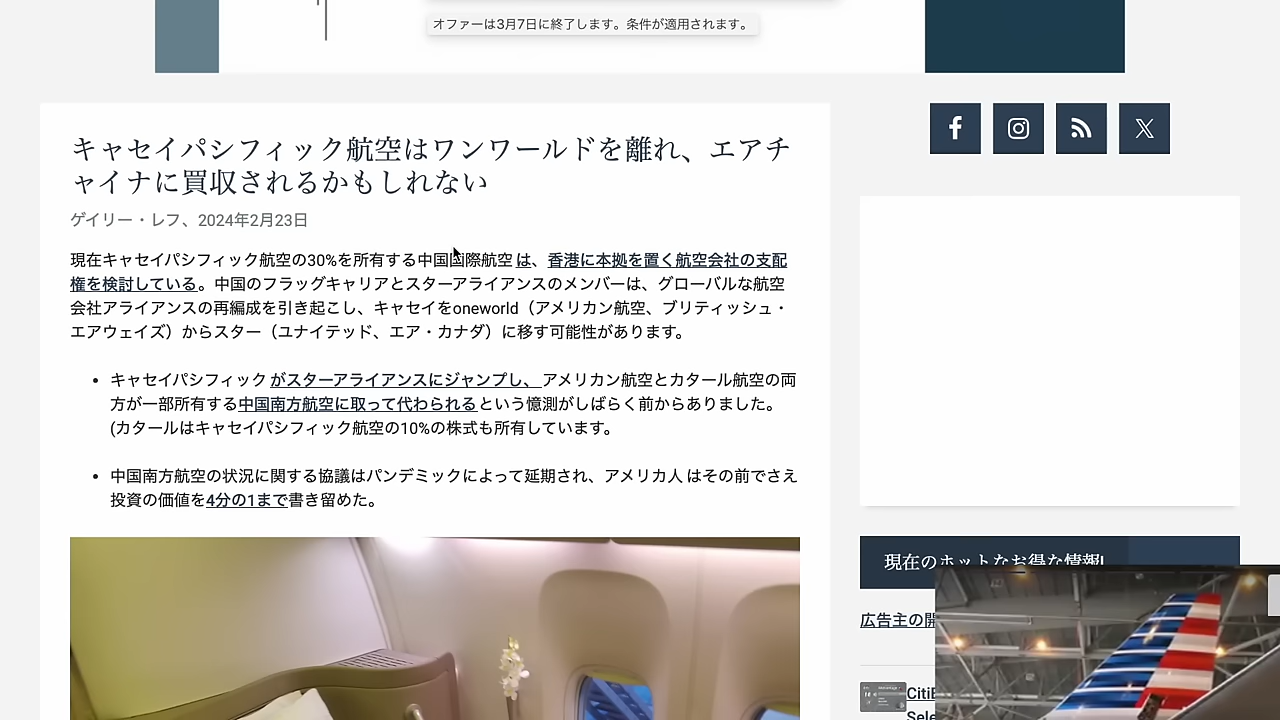 オファーは3月7日に終了します。条件が適用されます。
キャセイパシフィック航空はワンワールドを離れ、エアチ
ャイナに買収されるかもしれない
ゲイリー・レフ、2024年2月23日
現在キャセイパシフィック航空の30%を所有する中国国際航空 は、香港に本拠を置く航空会社の支配
権を検討している。中国のフラッグキャリアとスターアライアンスのメンバーは、グローバルな航空
会社アライアンスの再編成を引き起こし、キャセイをoneworld（アメリカン航空、ブリティッシュ・
エアウェイズ）からスター（ユナイテッド、エア・カナダ）に移す可能性があります。
• キャセイパシフィック がスターアライアンスにジャンプし、 アメリカン航空とカタール航空の両
方が一部所有する中国南方航空に取って代わられる という憶測がしばらく前からありました。
(カタールはキャセイパシフィック航空の10%の株式も所有しています。
• 中国南方航空の状況に関する協議はパンデミックによって延期され、アメリカ人 はその前でさえ
投資の価値を4分の1まで書き留めた。
現在のホットなお得な情報!
広告主の開
CitiB
Sele